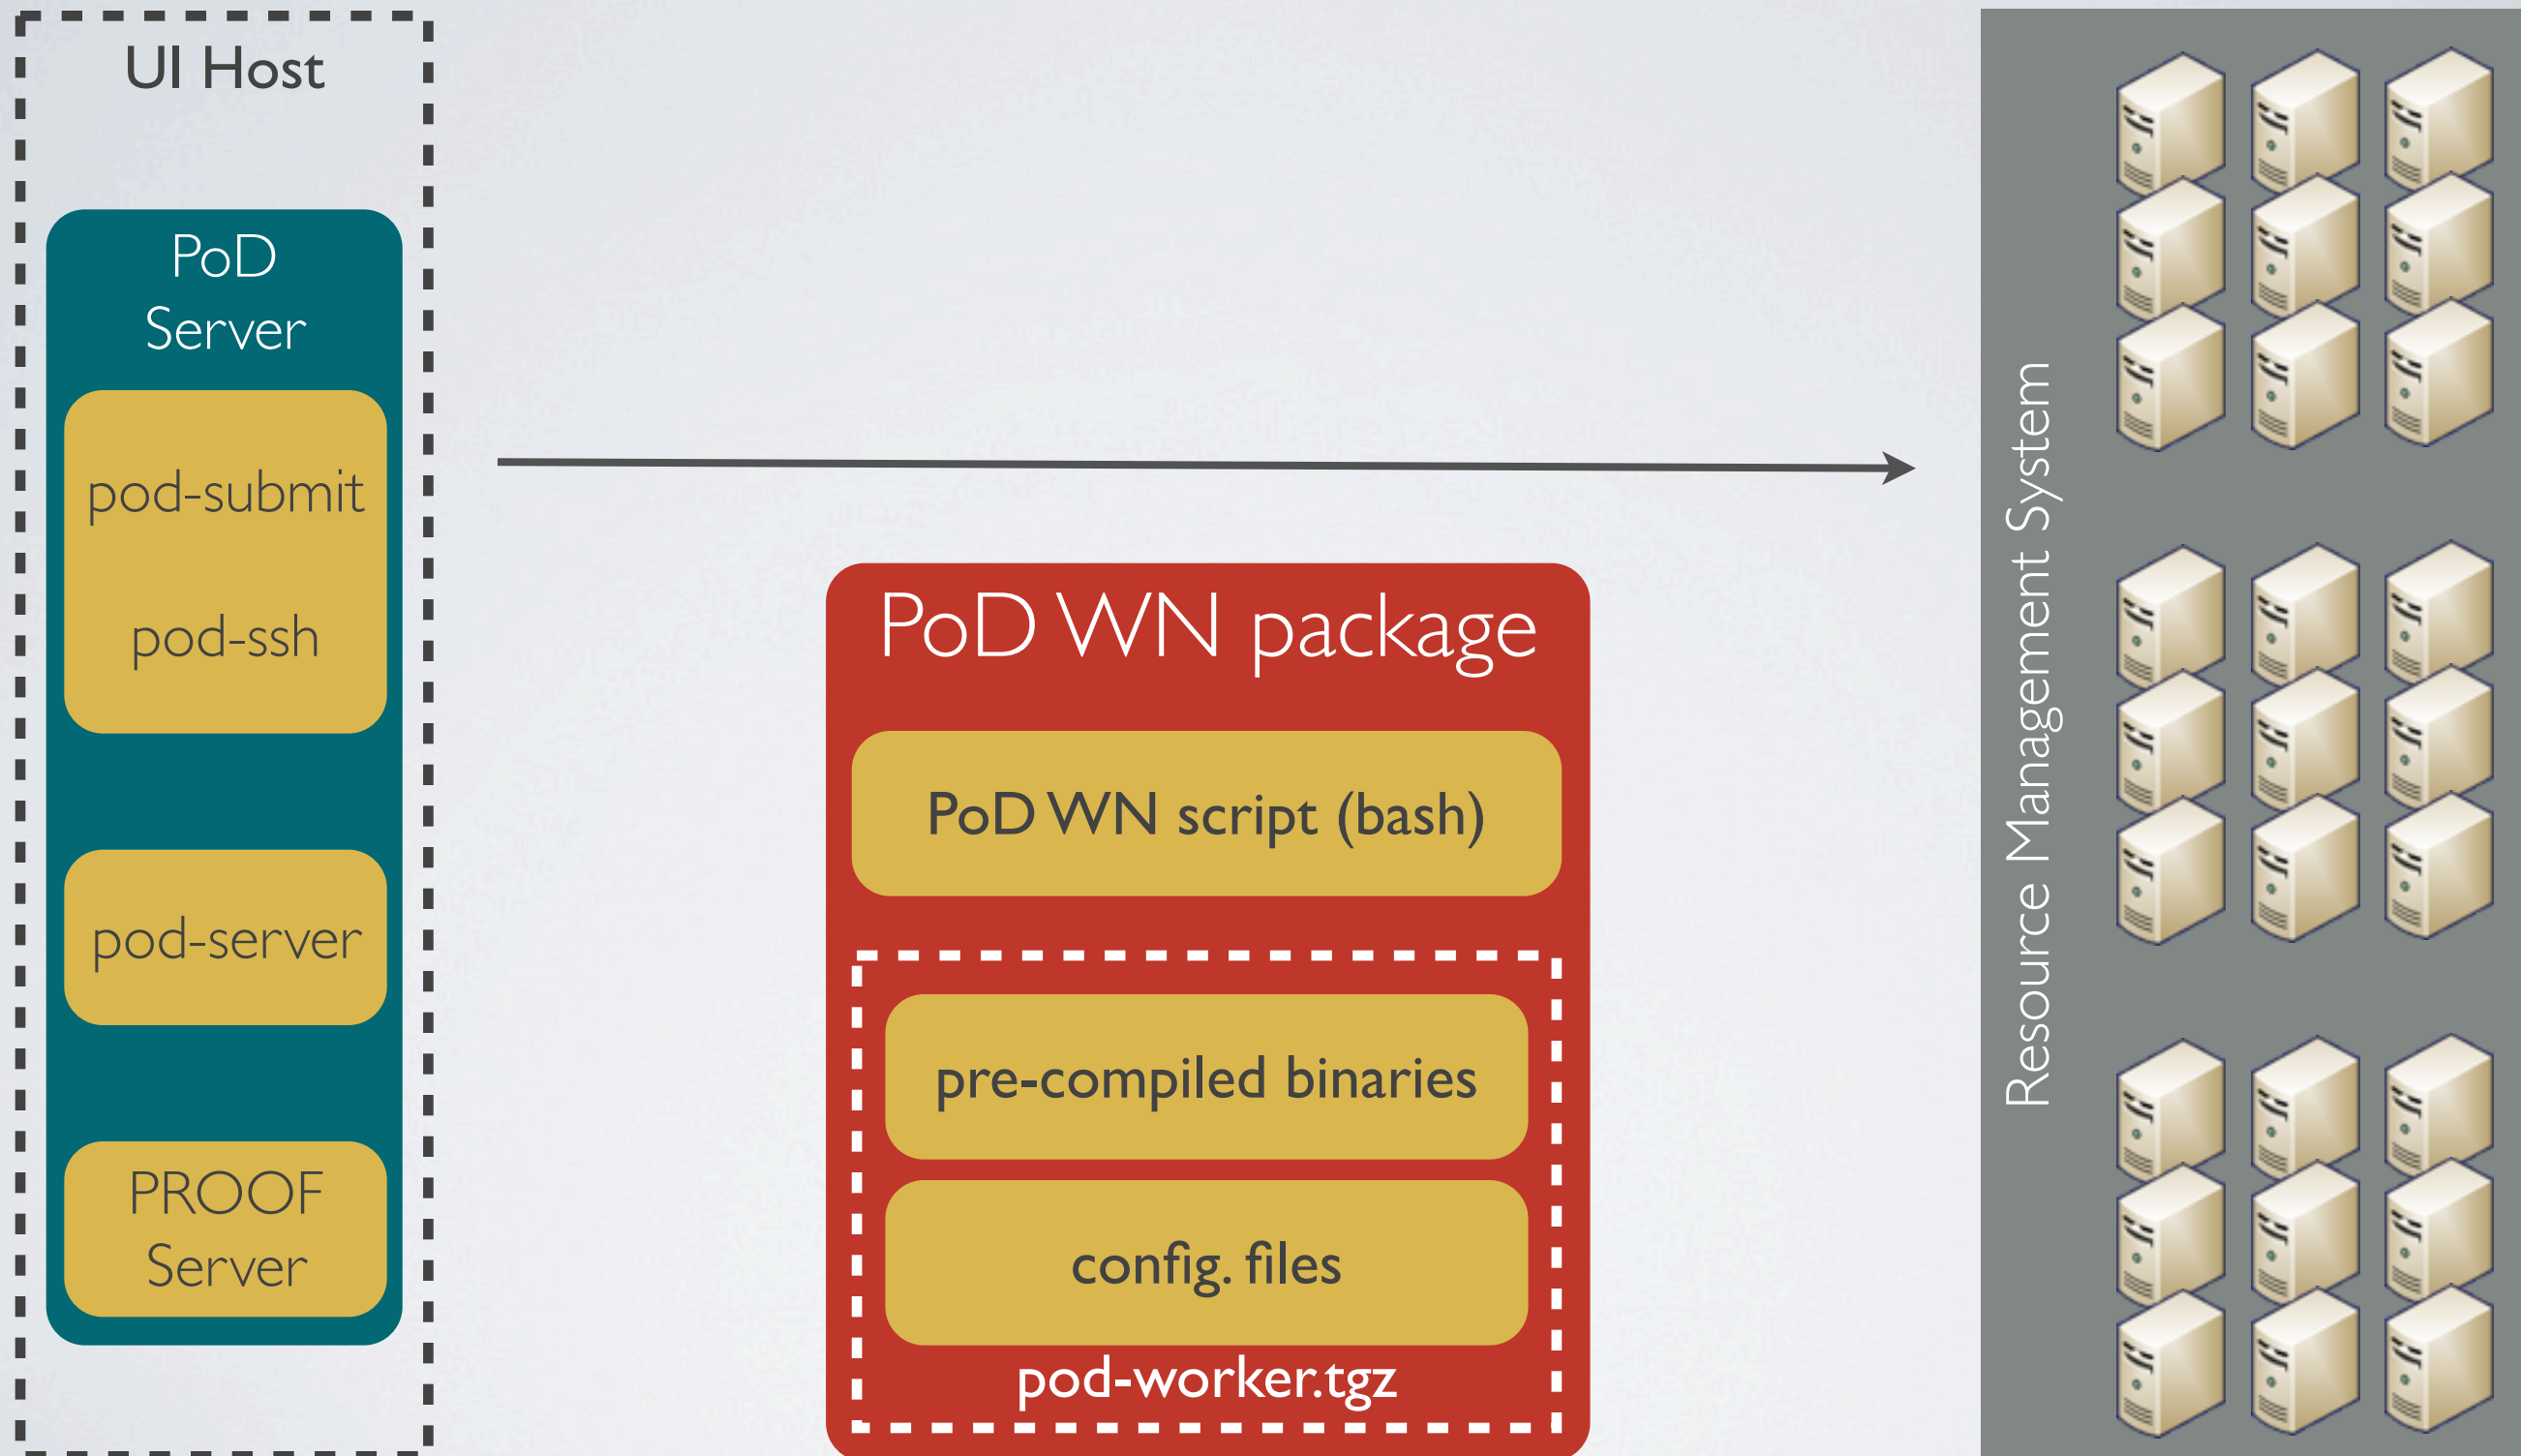 UI Host
PoD
Server
pod-submit
pod-ssh
pod-server
PROOF
Server
PoD WN package
PoD WN script (bash)
pre-compiled binaries
config. files
pod-worker.tgz
Resource Management System